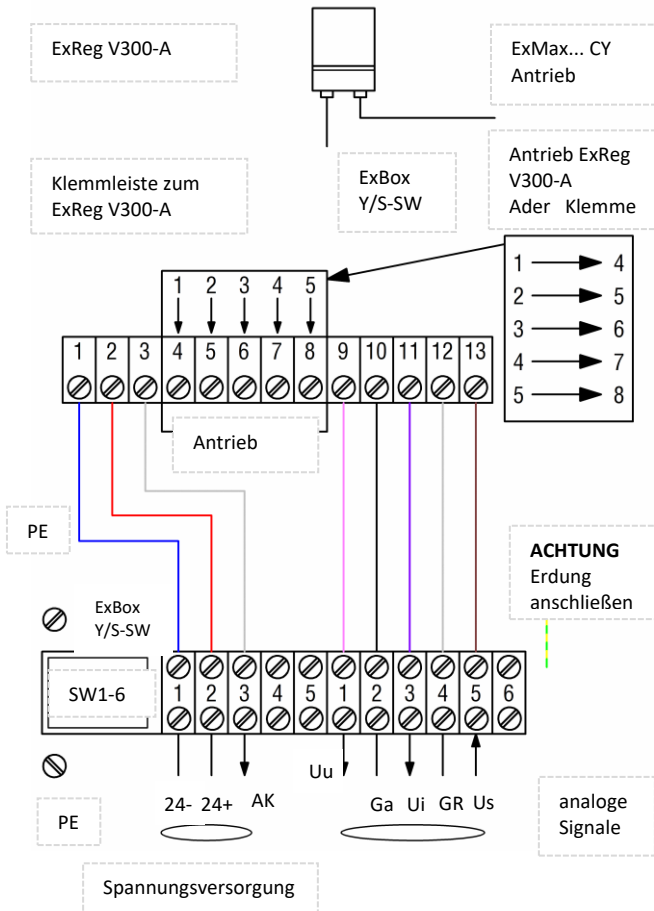 ExReg V300-A
ExMax... CY
Antrieb
Klemmleiste zum
ExReg V300-A
ExBox
Y/S-SW
Antrieb ExReg
V300-A
Ader Klemme
1 2 3 4 5
1 4
2 5
3 6
4 7
5 8
1 2 3 4 5 6 7 8 9 10 11 12 13
Antrieb
PE
ACHTUNG
Erdung
anschließen
ExBox
Y/S-SW
SW1-6
1 2 3 4 5 1 2 3 4 5 6
24- 24+ AK Uu Ga Ui GR Us
PE
analoge
Signale
Spannungsversorgung